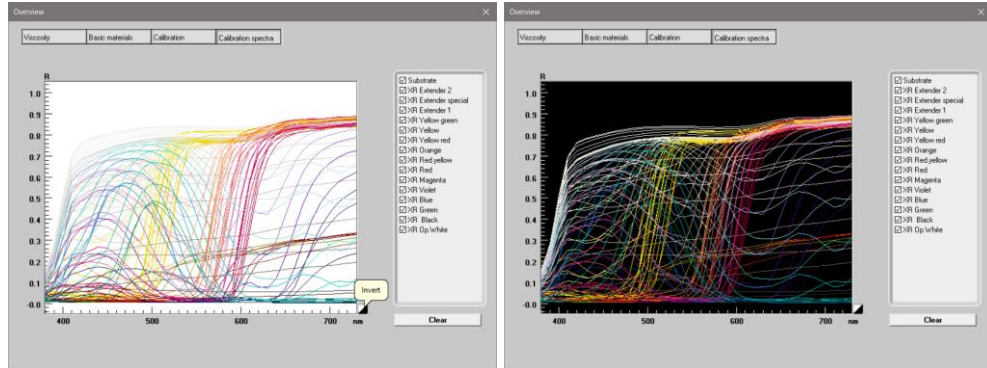 Overview
Viscosity Basic materials Calibration Calibration spectra
R
1.0
0.9
0.8
0.7
0.6
0.5
0.4
0.3
0.2
0.1
-0.0
400 500 600 700 nm
Invert
Substrate
XR Extender 2
XR Extender special
XR Extender 1
XR Yellow green
XR Yellow
XR Yellow red
XR Orange
XR Red yellow
XR Red
XR Magenta
XR Violet
XR Blue
XR Green
XR Black
XR Op.White
Clear
Overview
Viscosity Basic materials Calibration Calibration spectra
R
1.0
0.9
0.8
0.7
0.6
0.5
0.4
0.3
0.2
0.1
-0.0
400 500 600 700 nm
Substrate
XR Extender 2
XR Extender special
XR Extender 1
XR Yellow green
XR Yellow
XR Yellow red
XR Orange
XR Red yellow
XR Red
XR Magenta
XR Violet
XR Blue
XR Green
XR Black
XR Op.White
Clear